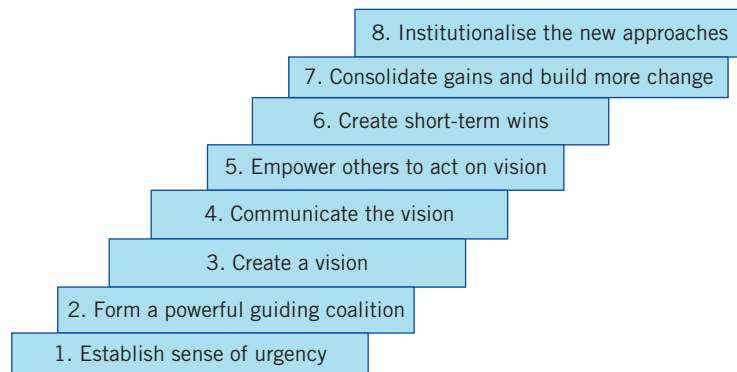 8. Institutionalise the new approaches
7. Consolidate gains and build more change
6. Create short-term wins
5. Empower others to act on vision
4. Communicate the vision
3. Create a vision
2. Form a powerful guiding coalition
1. Establish sense of urgency